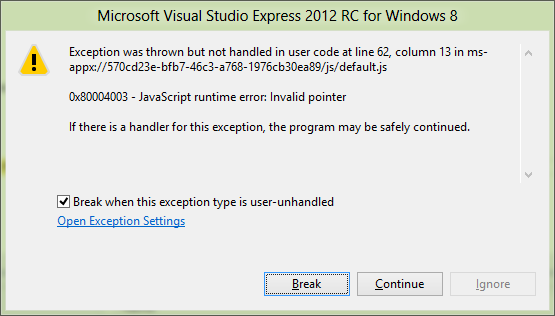 Microsoft Visual Studio Express 2012 RC for Windows 8
Exception was thrown but not handled in user code at line 62, column 13 in ms-
appx://570cd23e-bfb7-46c3-a768-1976cb30ea89/js/default.js
0x80004003 - JavaScript runtime error: Invalid pointer
If there is a handler for this exception, the program may be safely continued.
Break when this exception type is user-unhandled
Open Exception Settings
Break Continue Ignore